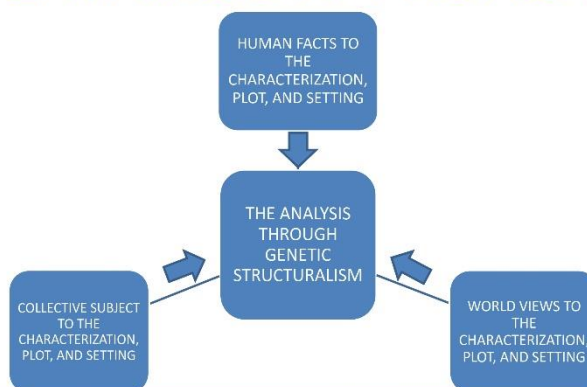 HUMAN FACTS TO
THE
CHARACTERIZATION,
PLOT, AND SETTING
THE ANALYSIS
THROUGH
GENETIC
STRUCTURALISM
COLLECTIVE SUBJECT
TO THE
CHARACTERIZATION,
PLOT, AND SETTING
WORLD VIEWS TO
THE
CHARACTERIZATION,
PLOT, AND SETTING